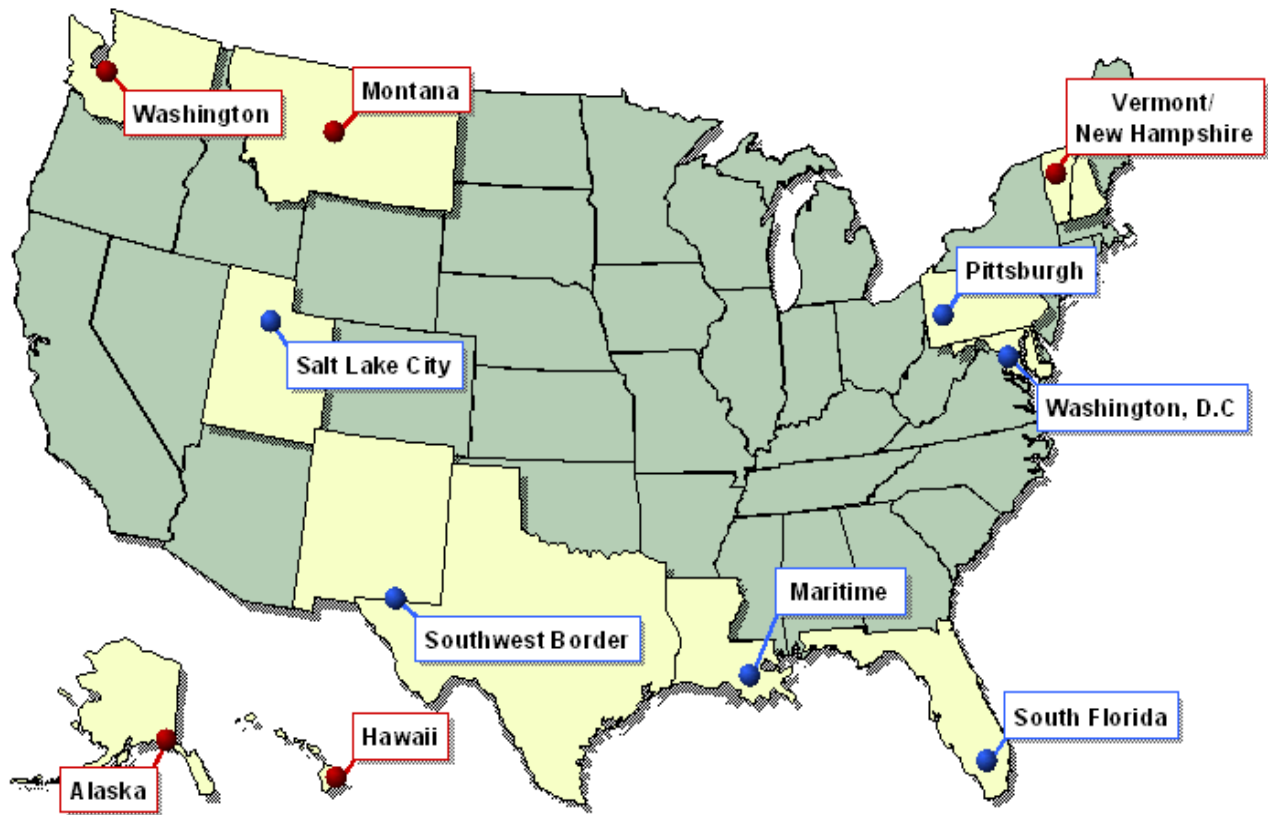 Washington
Montana
Vermont/
New Hampshire
Pittsburgh
Salt Lake City
Washington, D.C
Maritime
Southwest Border
South Florida
Hawaii
Alaska